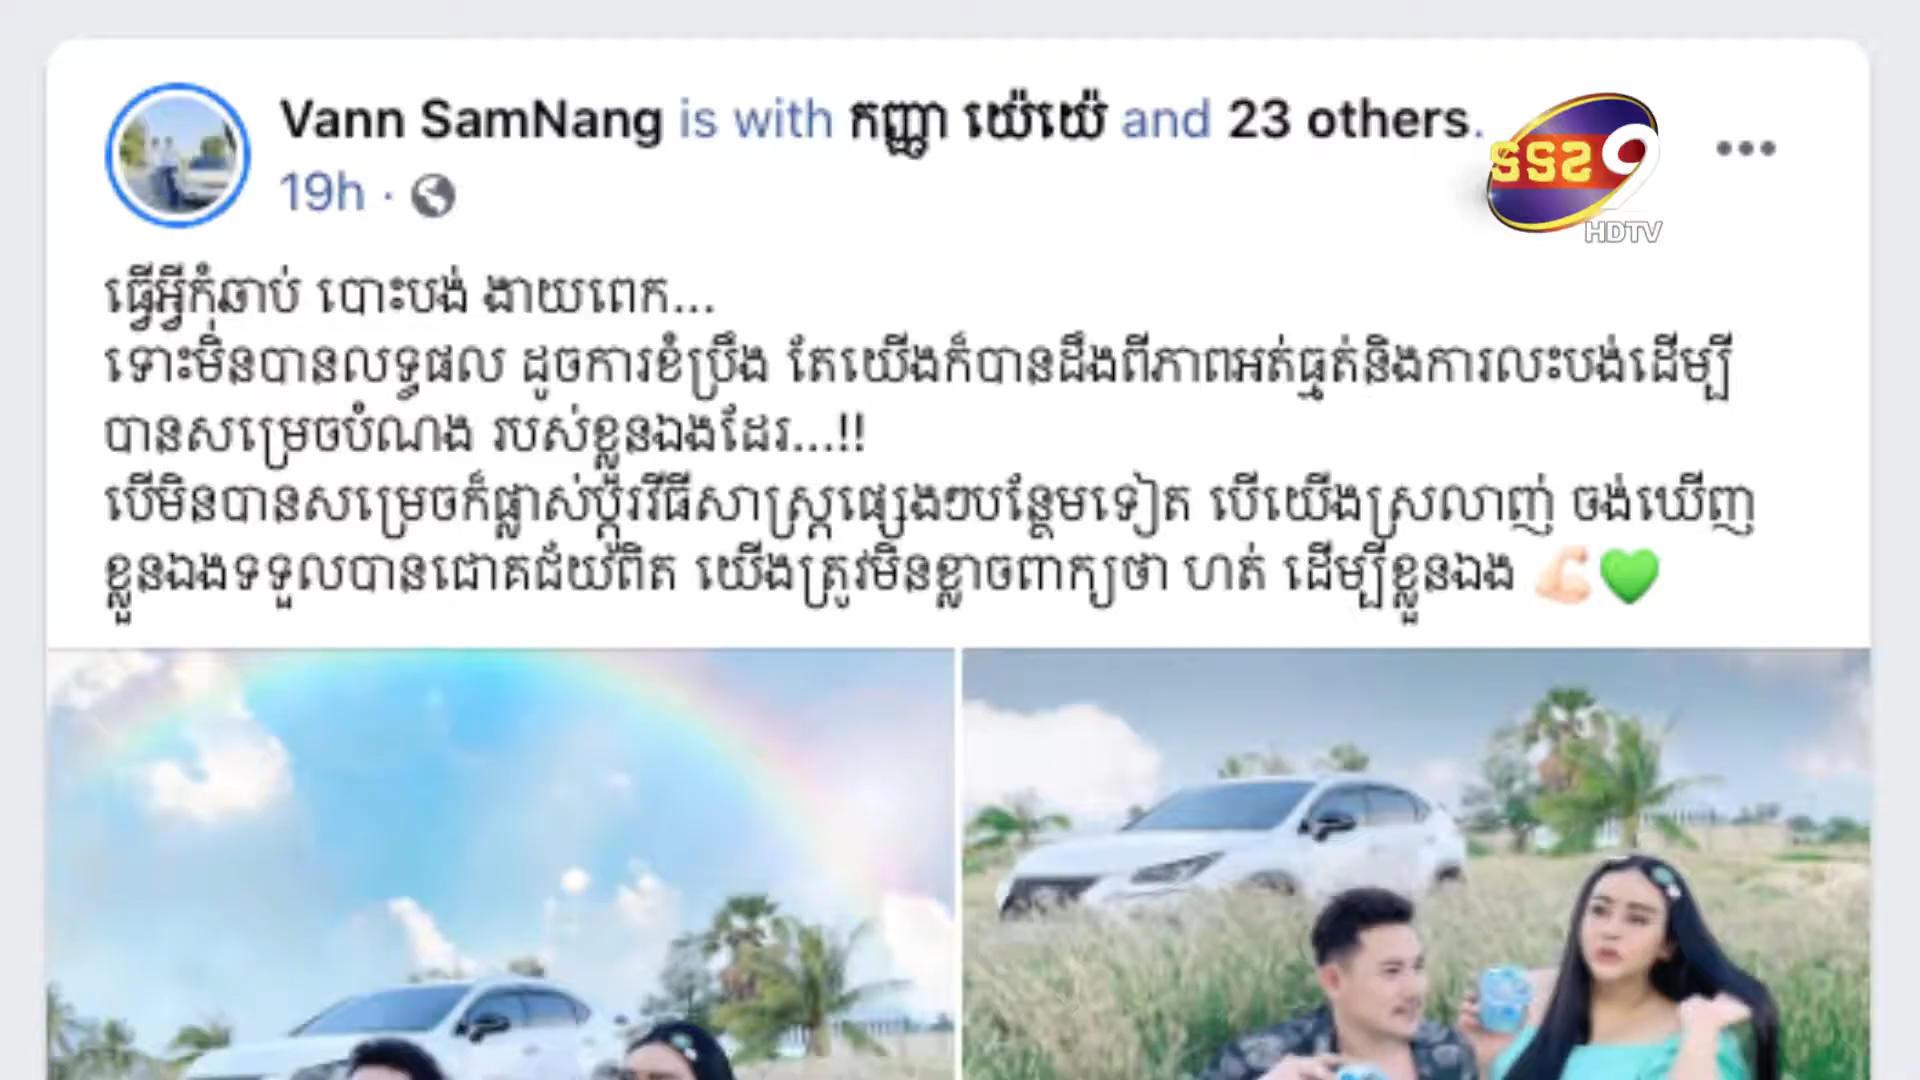 Vann SamNang is with កញ្ញា យ៉េយ៉េ and 23 others.
19h ·
ទទប 9
HDTV
ធ្វើអ្វីកុំឆាប់ បោះបង់ ងាយពេក...
ទោះមិនបានលទ្ធផល ដូចការខំប្រឹង តែយើងក៏បានដឹងពីភាពអត់ធ្មត់និងការលះបង់ដើម្បី
បានសម្រេចបំណង របស់ខ្លួនឯងដែរ...!!
បើមិនបានសម្រេចក៏ផ្លាស់ប្តូរវិធីសាស្ត្រផ្សេងៗបន្ថែមទៀត បើយើងស្រលាញ់ ចង់ឃើញ
ខ្លួនឯងទទួលបានជោគជ័យពិត យើងត្រូវមិនខ្លាចពាក្យថា ហត់ ដើម្បីខ្លួនឯង 💪🏻💚